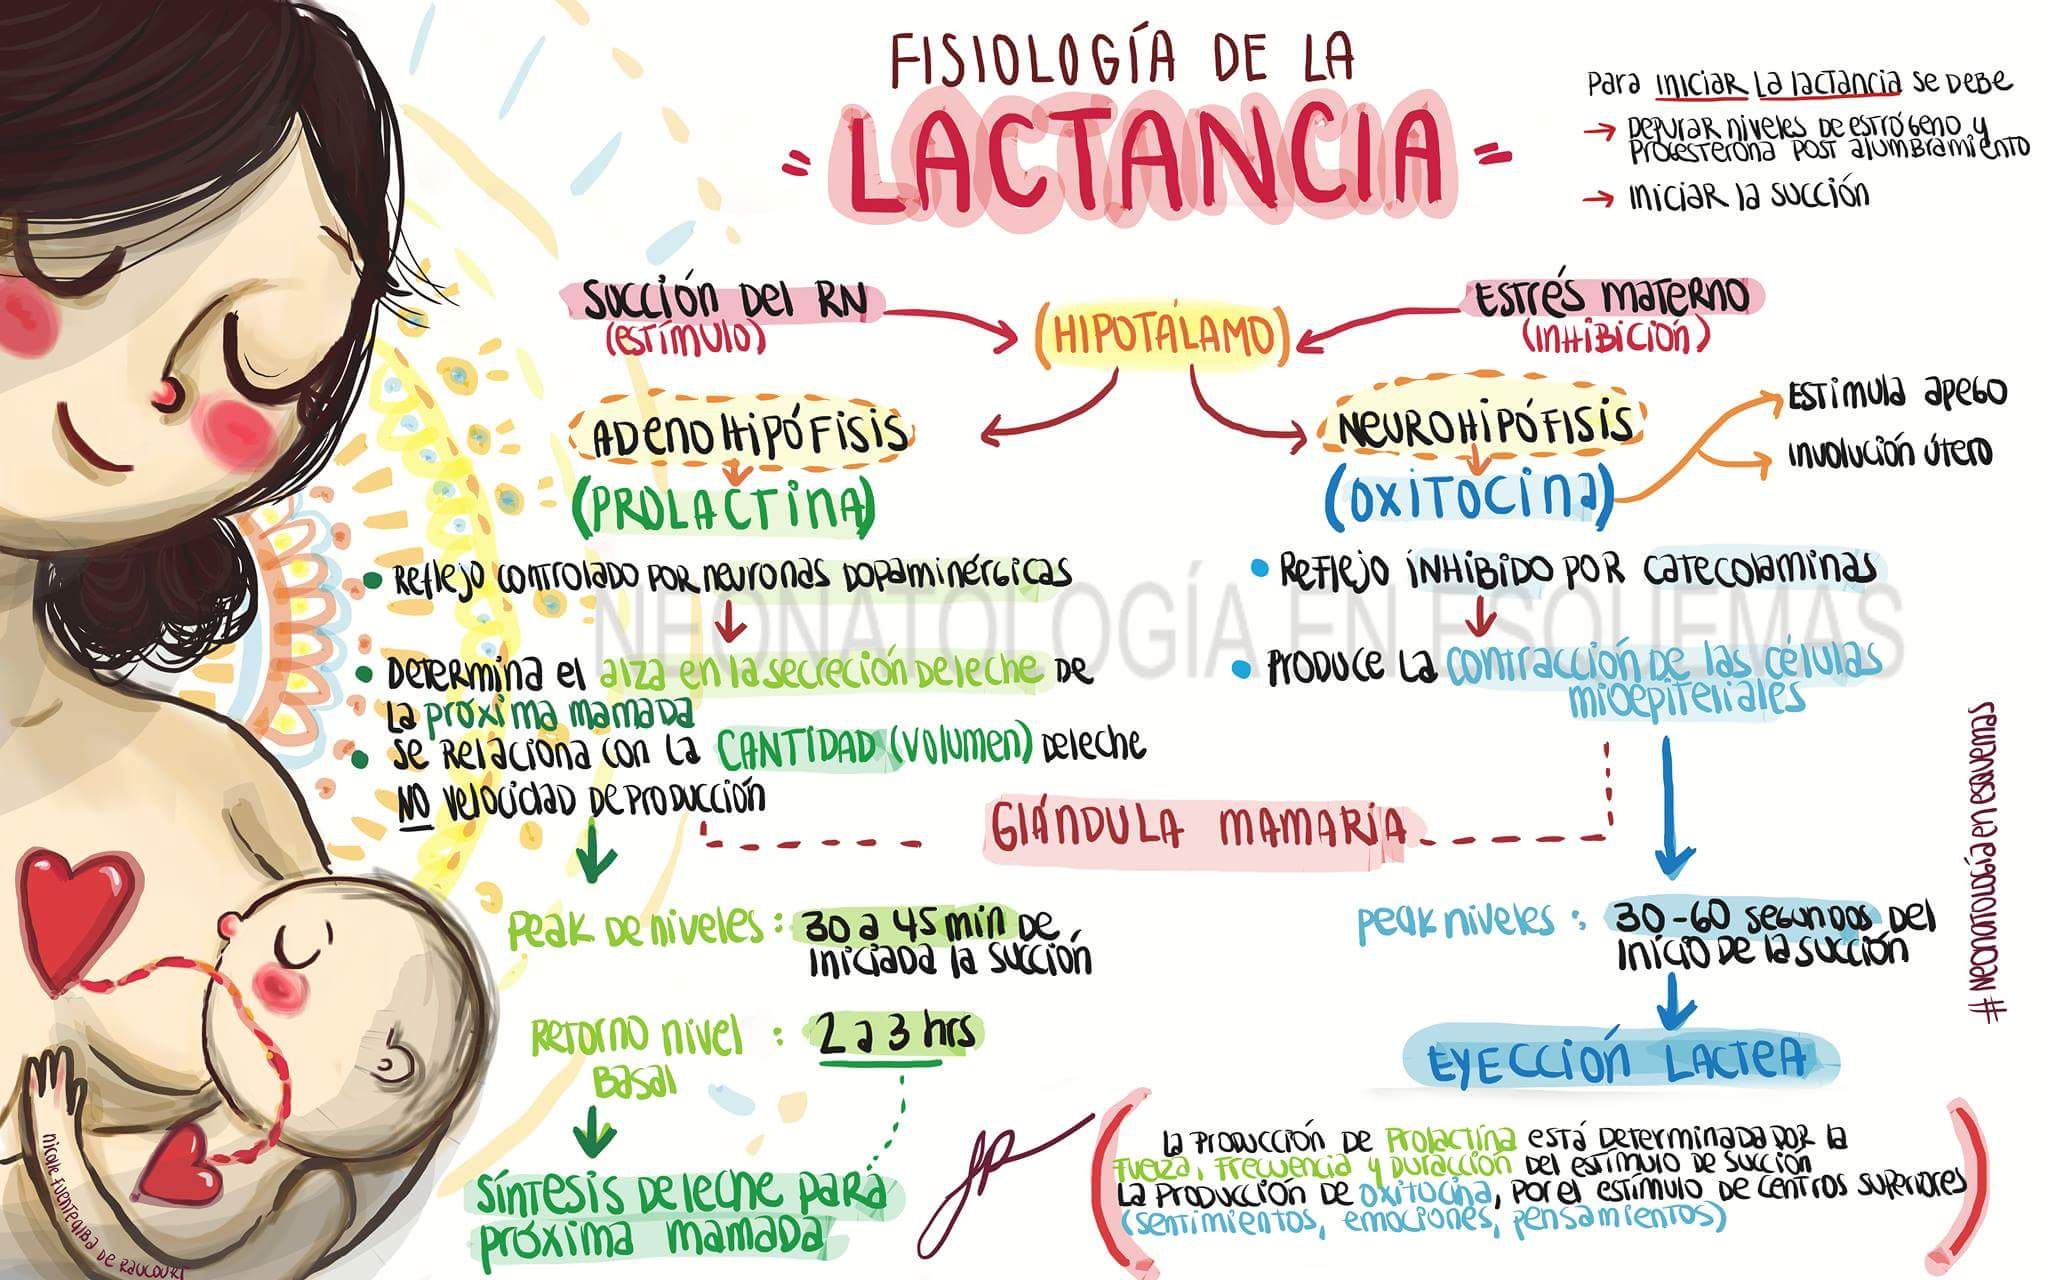 FISIOLOGÍA DE LA
LACTANCIA
Para iniciar la lactancia se debe
→ Depurar niveles de estrógeno y
progesterona post alumbramiento
→ iniciar la succión
Succión del RN
(estímulo)
(HIPOTÁLAMO)
Estrés materno
(inhibición)
Adenohipófisis
(PROLACTINA)
Neurohipófisis
(OXITOCINA)
Estimula apego
involución útero
• Reflejo controlado por neuronas dopaminérgicas
• Determina el alza en la secreción de leche de
la próxima mamada
• Se relaciona con la CANTIDAD (volumen) de leche
NO velocidad de producción
• Reflejo inhibido por catecolaminas
• Produce la contracción de las células
mioepiteliales
NEONATOLOGÍA EN ESQUEMAS
Glándula mamaria
Peak de niveles: 30 a 45 min de
iniciada la succión
Retorno nivel : 2 a 3 hrs
Basal
Síntesis de leche para
próxima mamada
Peak niveles : 30-60 segundos del
inicio de la succión
Eyección láctea
La producción de prolactina está determinada por la
fuerza, frecuencia y duracción del estímulo de succión
La producción de oxitocina, por el estímulo de centros superiores
(sentimientos, emociones, pensamientos)
#Neonatología en esquemas
Nicolle Fuentealba de Raucourt